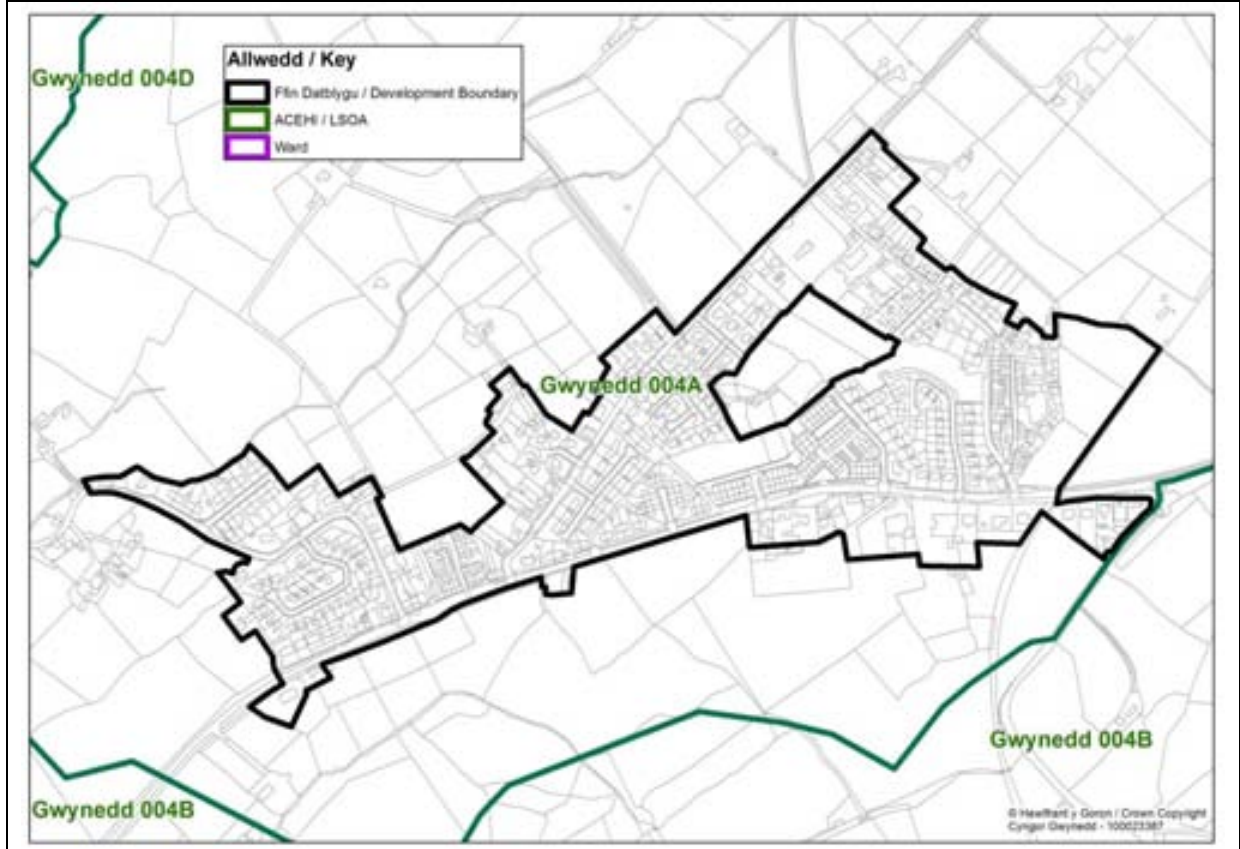 Gwynedd 004D
Allwedd / Key
Ffin Datblygu / Development Boundary
ACEHI / LSOA
Ward
Gwynedd 004A
Gwynedd 004B
Gwynedd 004B
© Hawlfraint y Goron / Crown Copyright
Cyngor Gwynedd - 100023387